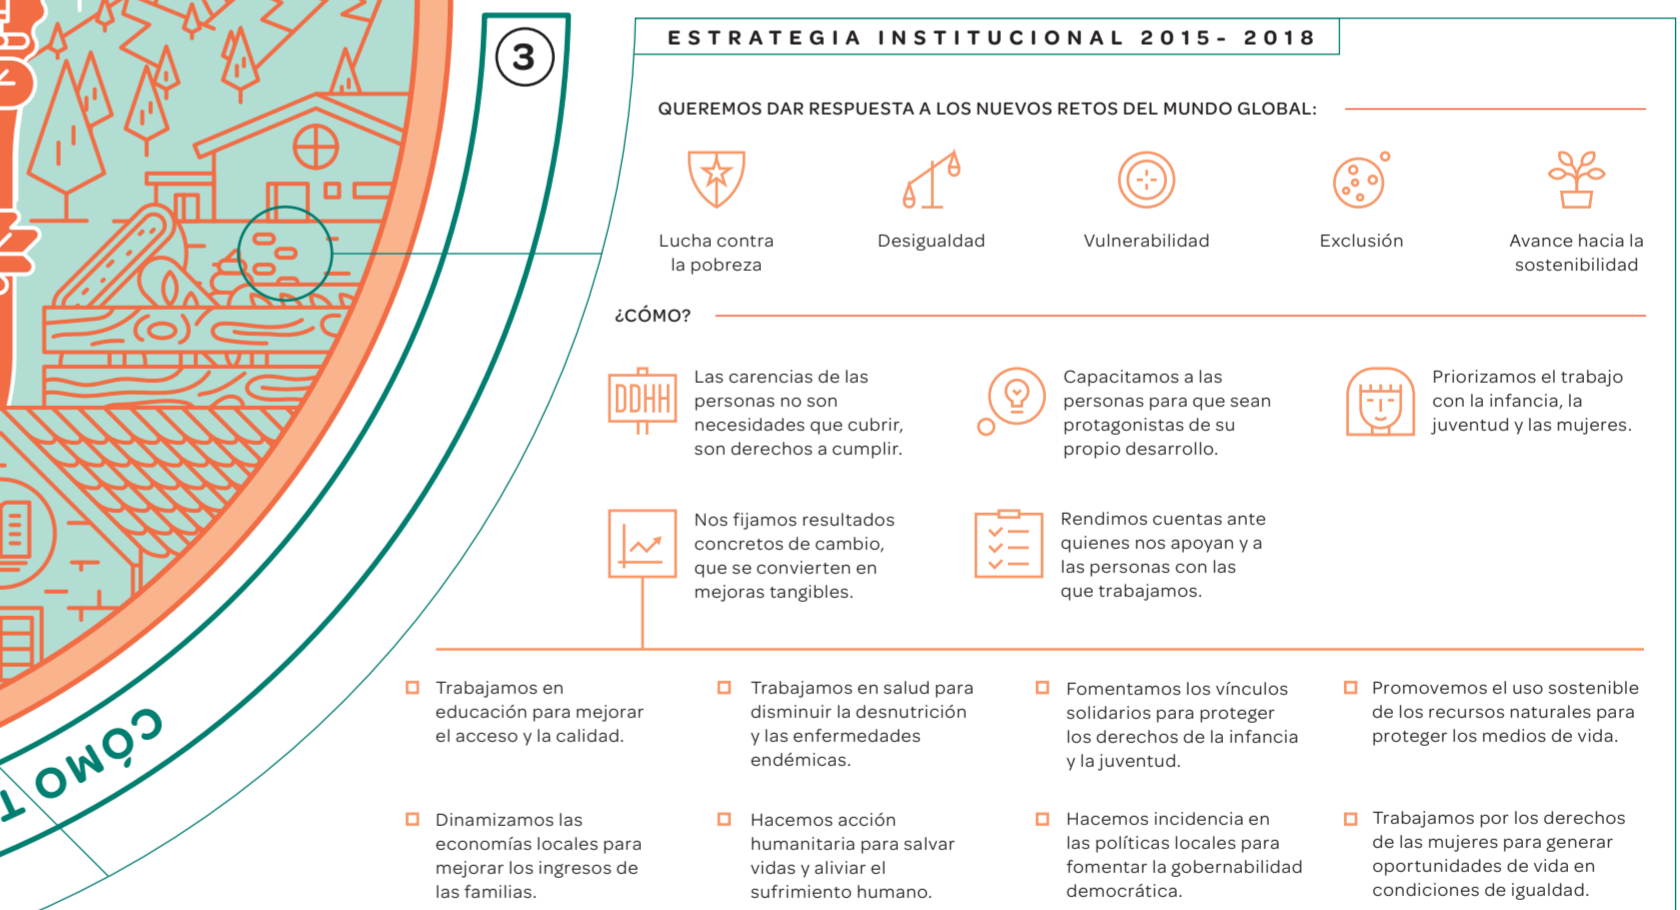 3
ESTRATEGIA INSTITUCIONAL 2015- 2018
QUEREMOS DAR RESPUESTA A LOS NUEVOS RETOS DEL MUNDO GLOBAL:
Lucha contra
la pobreza
Desigualdad
Vulnerabilidad
Exclusión
Avance hacia la
sostenibilidad
¿CÓMO?
DDHH
Las carencias de las
personas no son
necesidades que cubrir,
son derechos a cumplir.
Capacitamos a las
personas para que sean
protagonistas de su
propio desarrollo.
Priorizamos el trabajo
con la infancia, la
juventud y las mujeres.
Nos fijamos resultados
concretos de cambio,
que se convierten en
mejoras tangibles.
Rendimos cuentas ante
quienes nos apoyan y a
las personas con las
que trabajamos.
Trabajamos en
educación para mejorar
el acceso y la calidad.
Trabajamos en salud para
disminuir la desnutrición
y las enfermedades
endémicas.
Fomentamos los vínculos
solidarios para proteger
los derechos de la infancia
y la juventud.
Promovemos el uso sostenible
de los recursos naturales para
proteger los medios de vida.
Dinamizamos las
economías locales para
mejorar los ingresos de
las familias.
Hacemos acción
humanitaria para salvar
vidas y aliviar el
sufrimiento humano.
Hacemos incidencia en
las políticas locales para
fomentar la gobernabilidad
democrática.
Trabajamos por los derechos
de las mujeres para generar
oportunidades de vida en
condiciones de igualdad.
CÓMO T